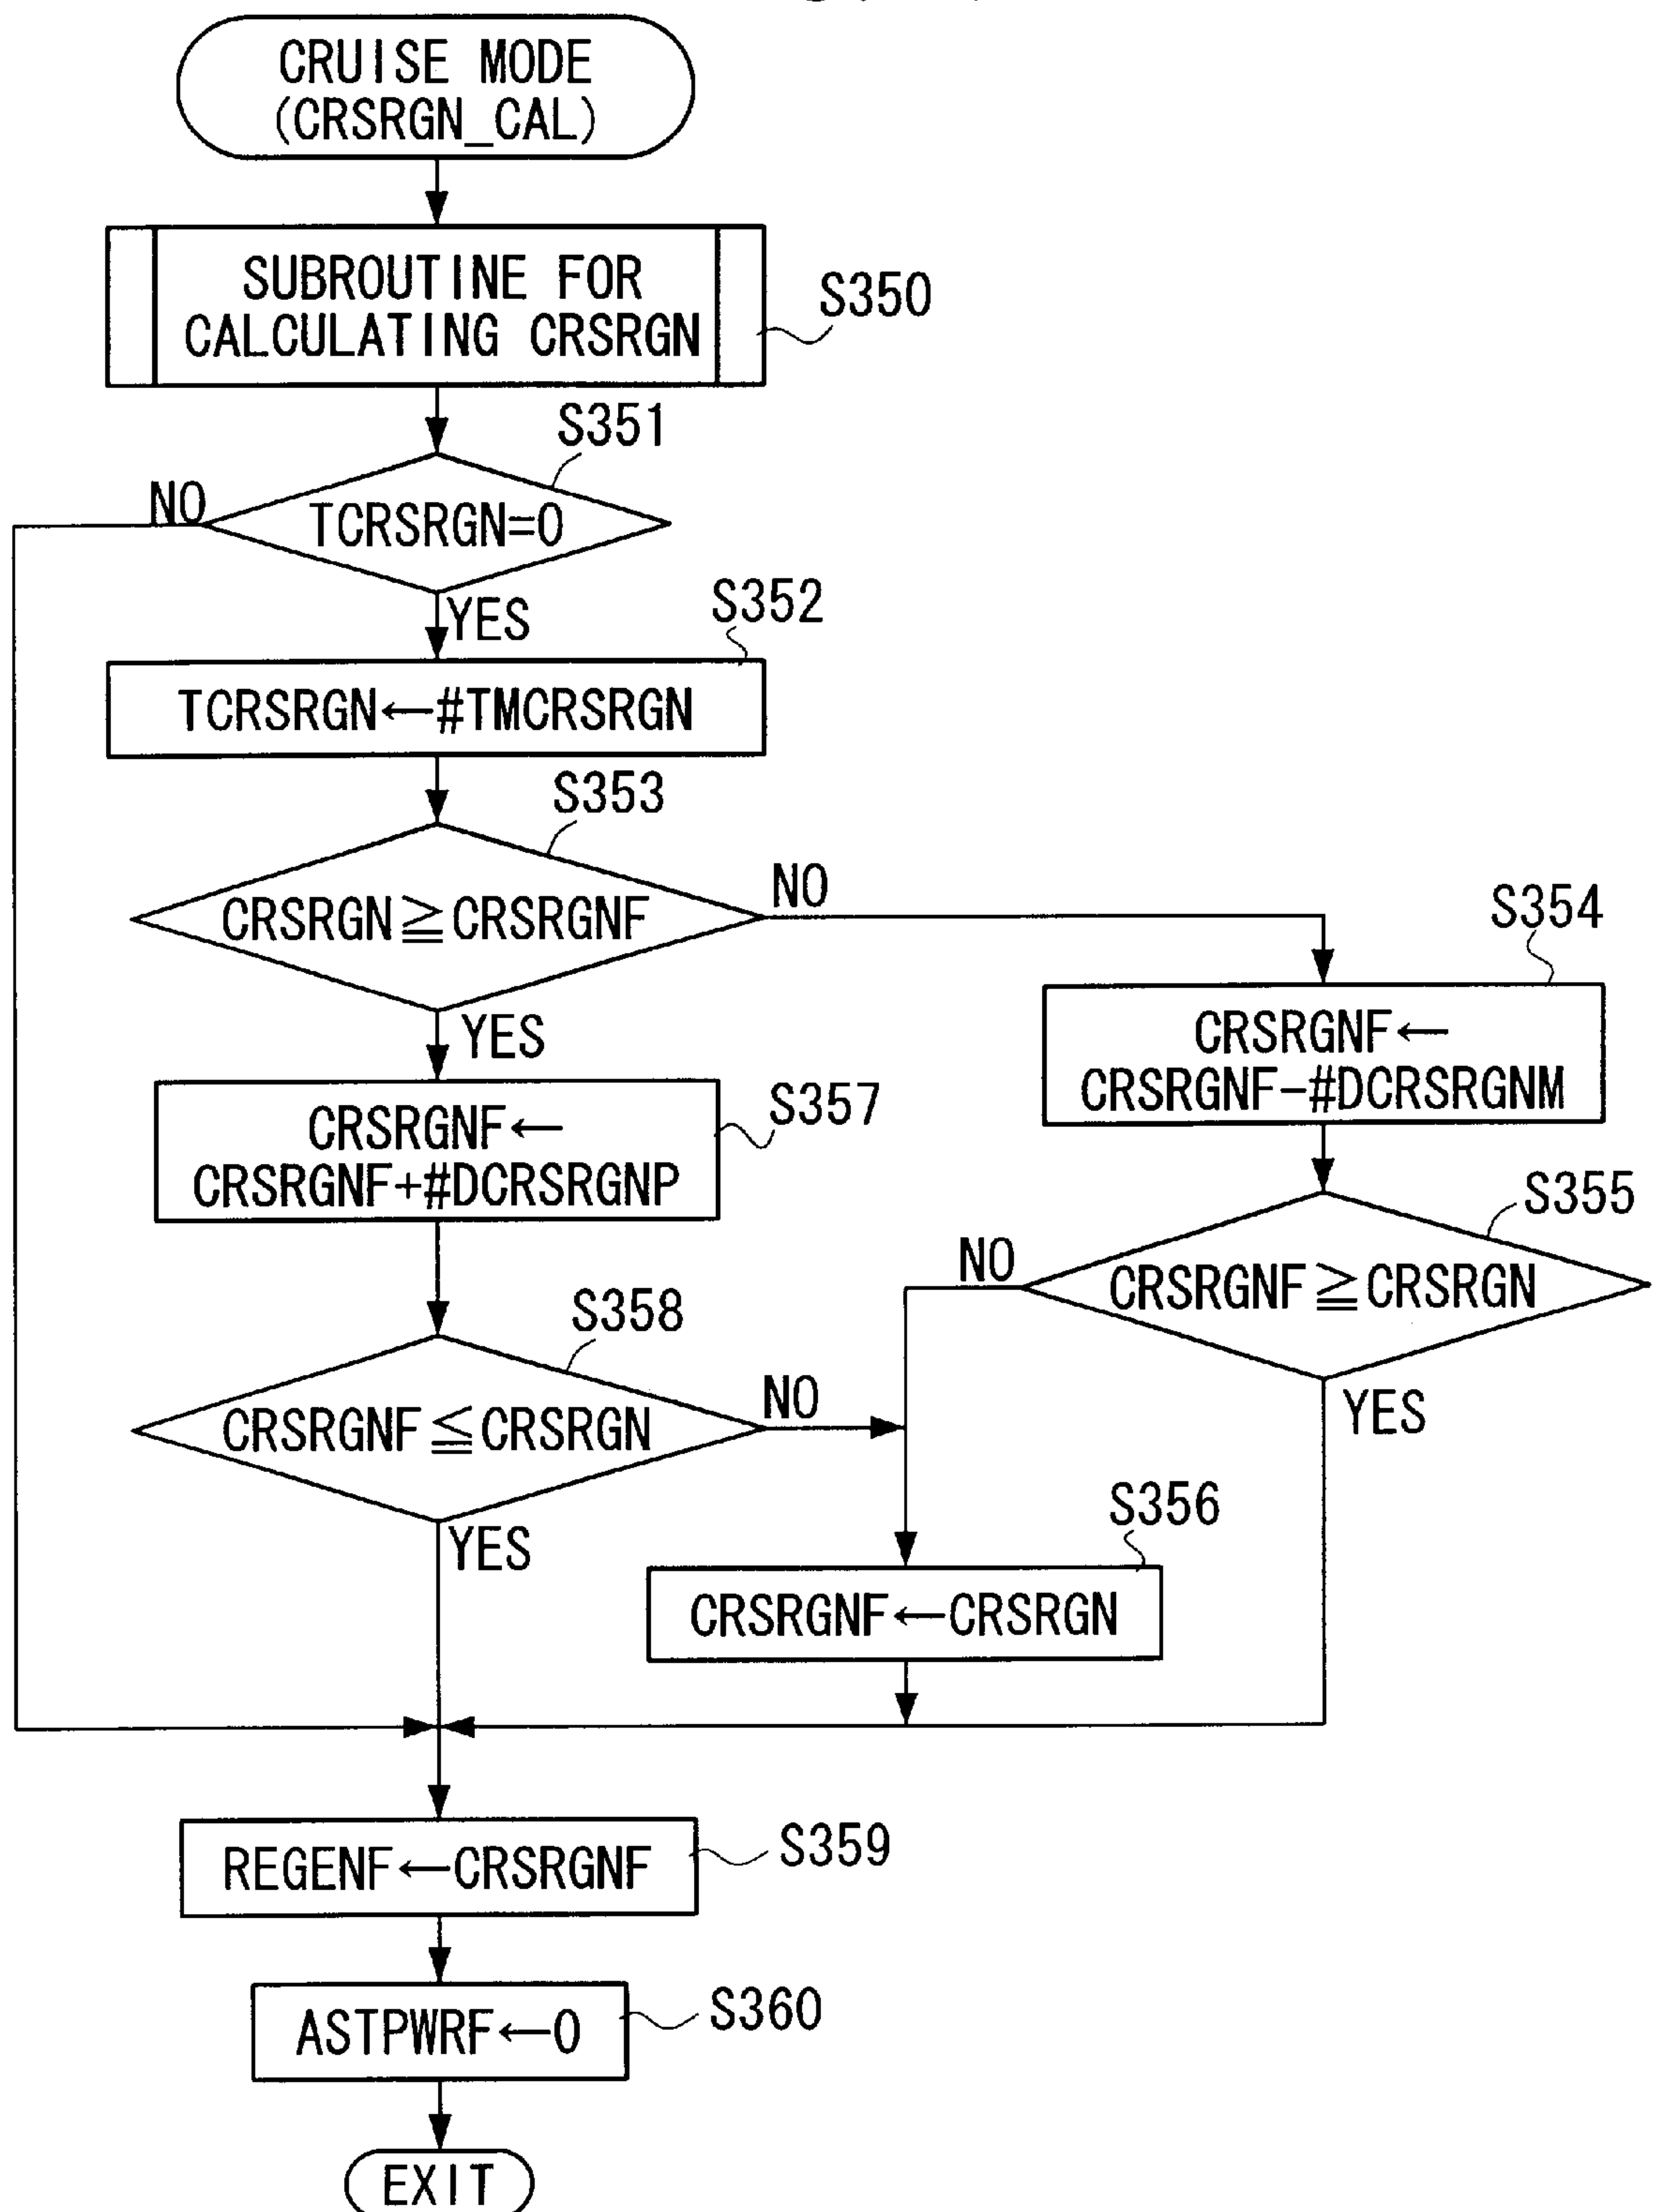 CRUISE MODE
(CRSRGN_CAL)
SUBROUTINE FOR
CALCULATING CRSRGN
S350
S351
NO
TCRSRGN=0
YES
S352
TCRSRGN←#TMCRSRGN
S353
CRSRGN≧CRSRGNF
NO
YES
S354
CRSRGNF←
CRSRGNF-#DCRSRGNM
S357
CRSRGNF←
CRSRGNF+#DCRSRGNP
S355
NO
CRSRGNF≧CRSRGN
YES
S358
CRSRGNF≦CRSRGN
NO
YES
S356
CRSRGNF←CRSRGN
REGENF←CRSRGNF
S359
ASTPWRF←0
S360
EXIT